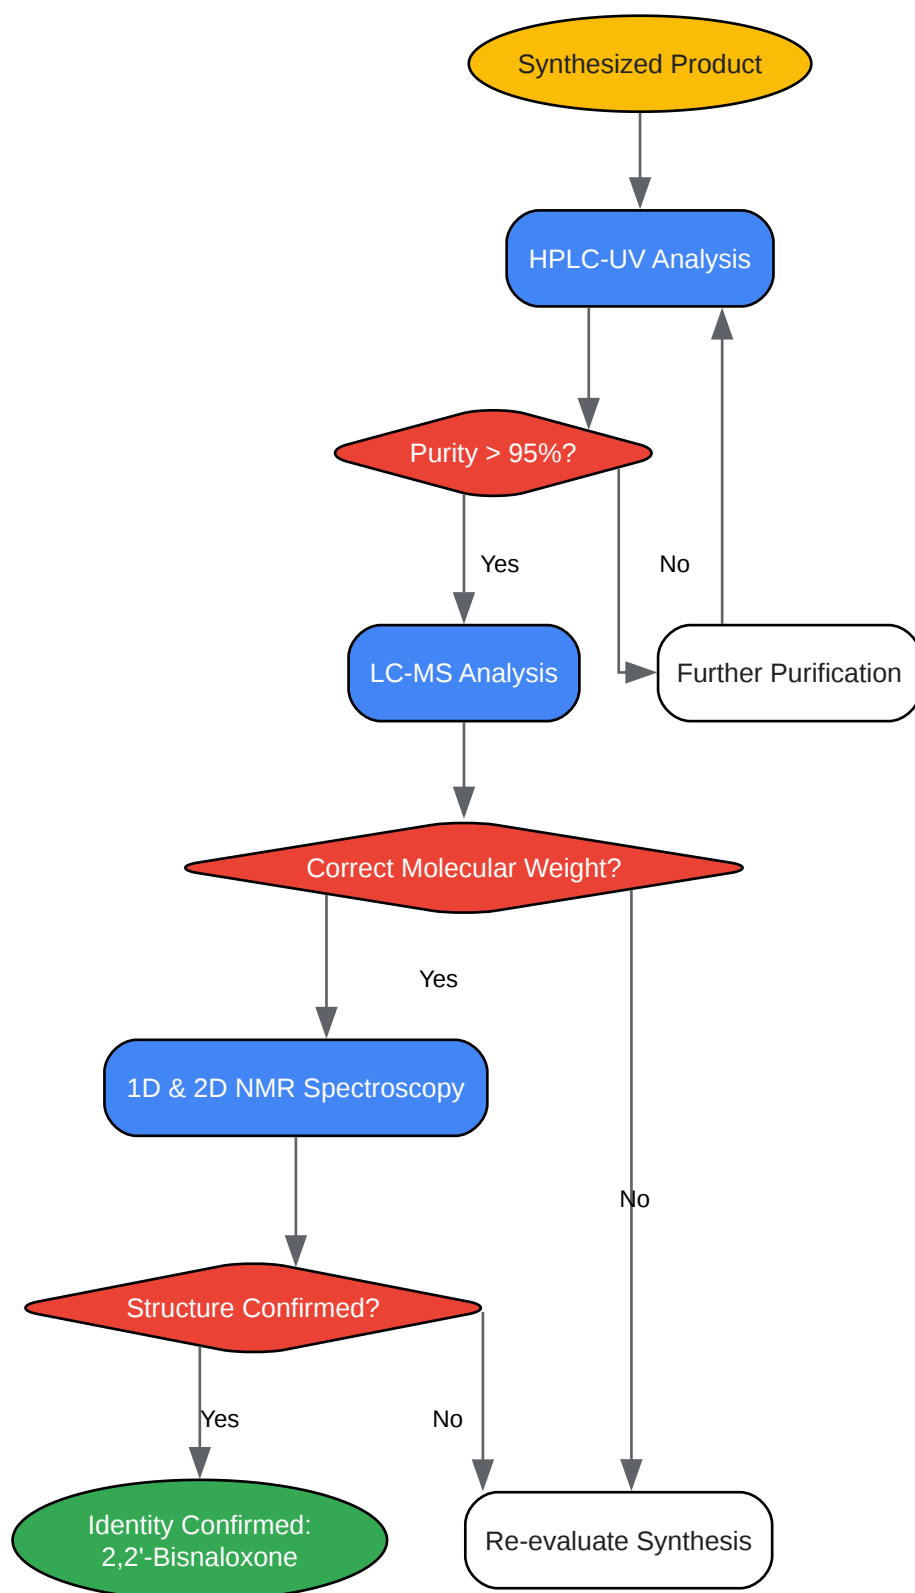 Synthesized Product
HPLC-UV Analysis
Purity > 95%?
Yes
No
LC-MS Analysis
Further Purification
Correct Molecular Weight?
Yes
1D & 2D NMR Spectroscopy
No
Structure Confirmed?
Yes
No
Identity Confirmed:
2,2'-Bisnaloxone
Re-evaluate Synthesis